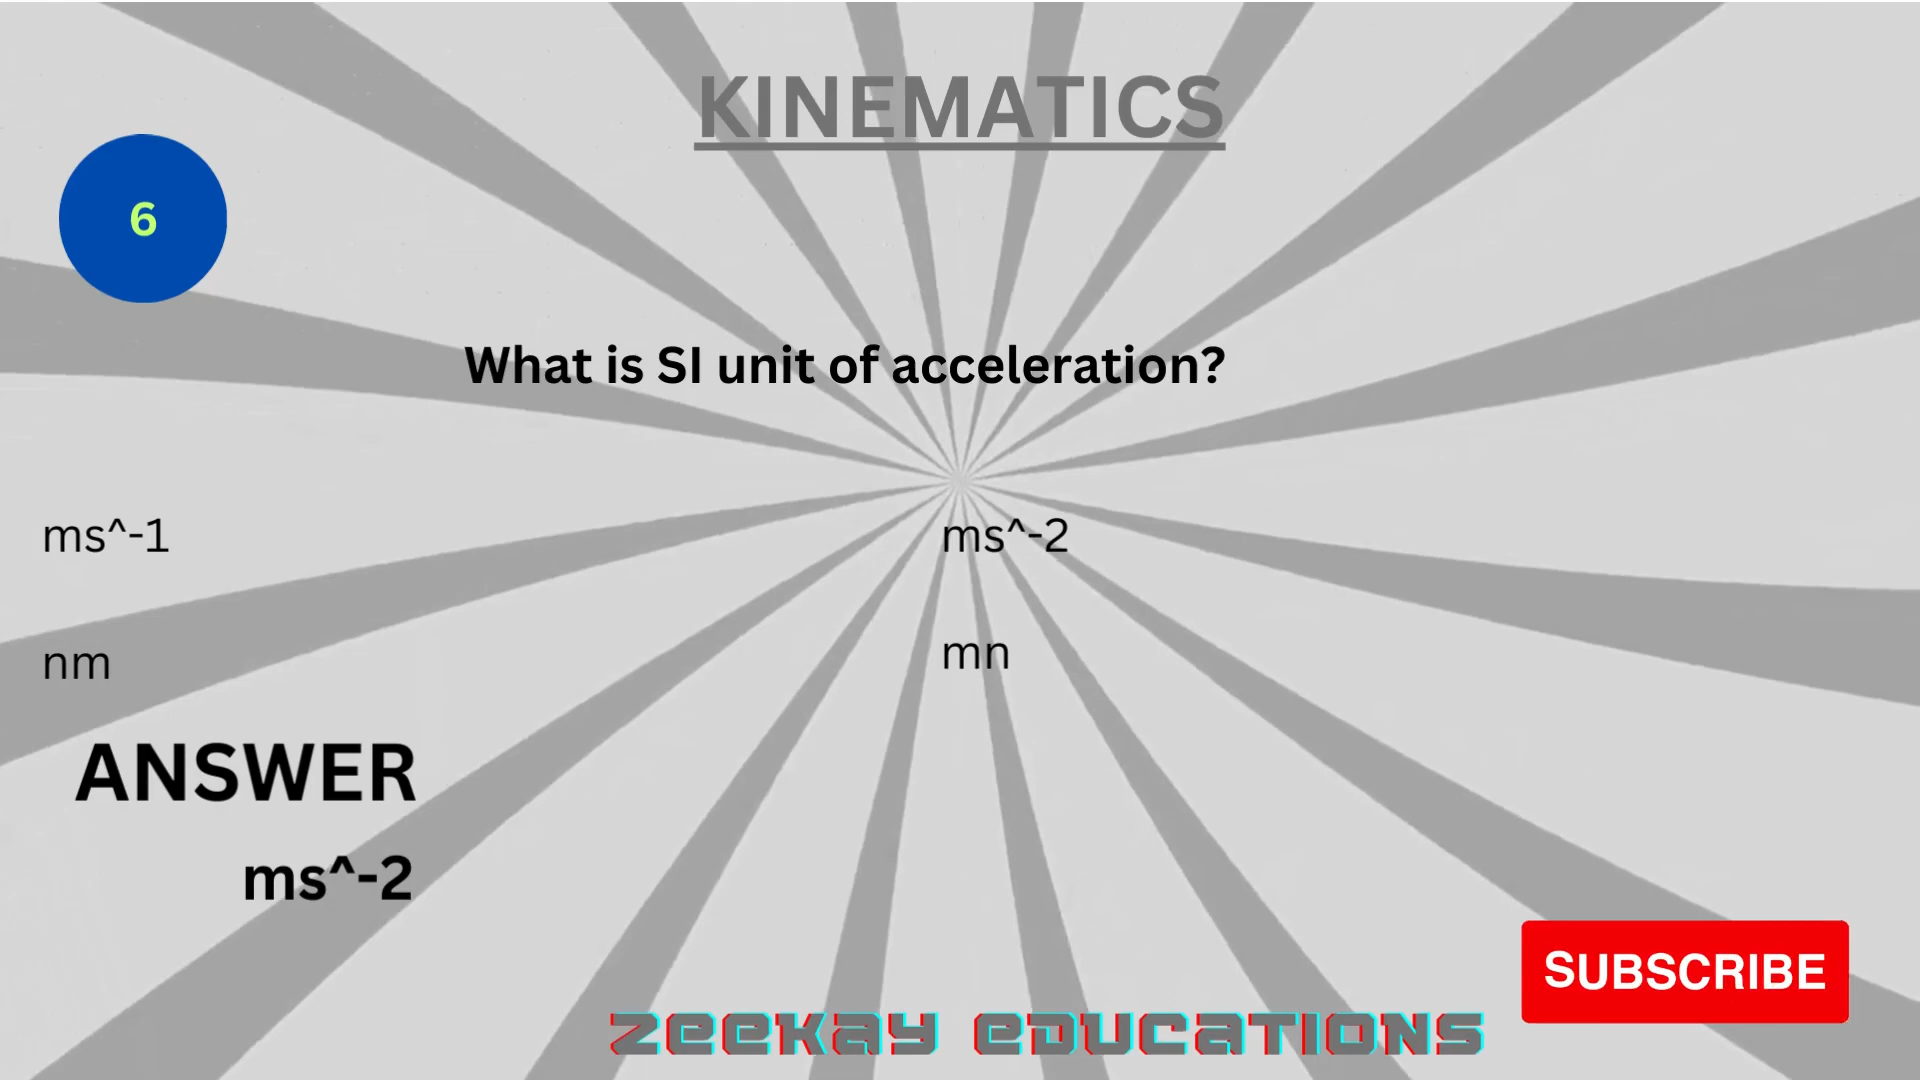 KINEMATICS
6
What is SI unit of acceleration?
ms^-1
ms^-2
nm
mn
ANSWER
ms^-2
SUBSCRIBE
ZEEKAY EDUCATIONS